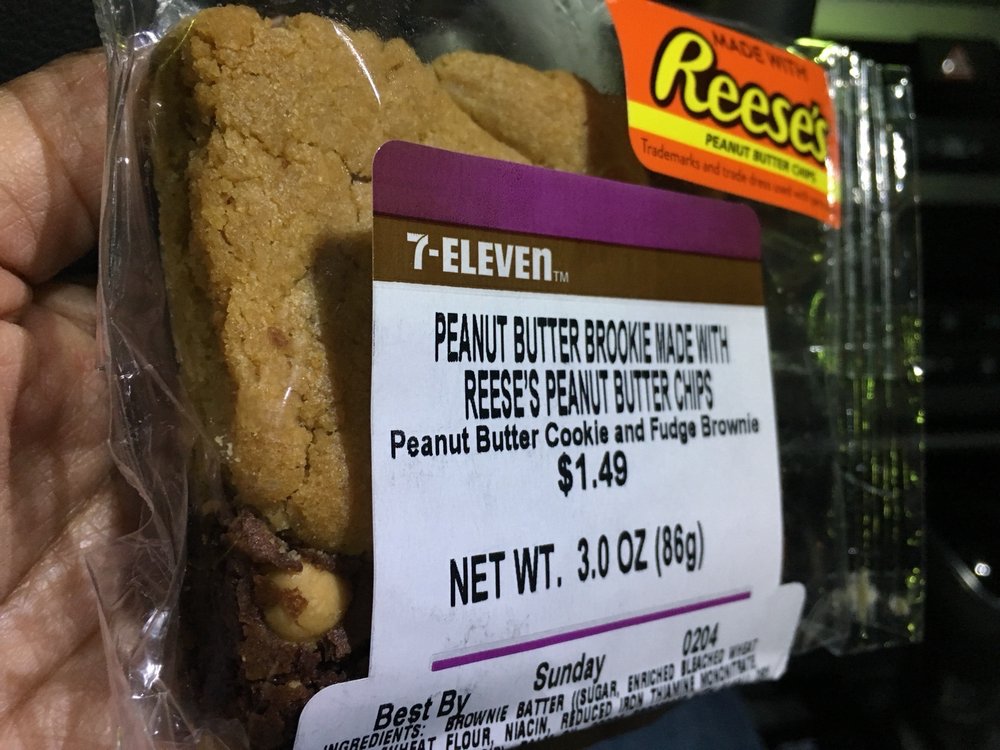 MADE WITH
Reese's
PEANUT BUTTER CHIPS
Trademarks and trade dress used with
7-ELEVEn TM
PEANUT BUTTER BROOKIE MADE WITH
REESE'S PEANUT BUTTER CHIPS
Peanut Butter Cookie and Fudge Brownie
$1.49
NET WT. 3.0 OZ (86g)
Best By Sunday 0204
INGREDIENTS: BROWNIE BATTER ((SUGAR, ENRICHED BLEACHED WHEAT
FLOUR, NIACIN, REDUCED IRON, THIAMINE MONONITRATE,